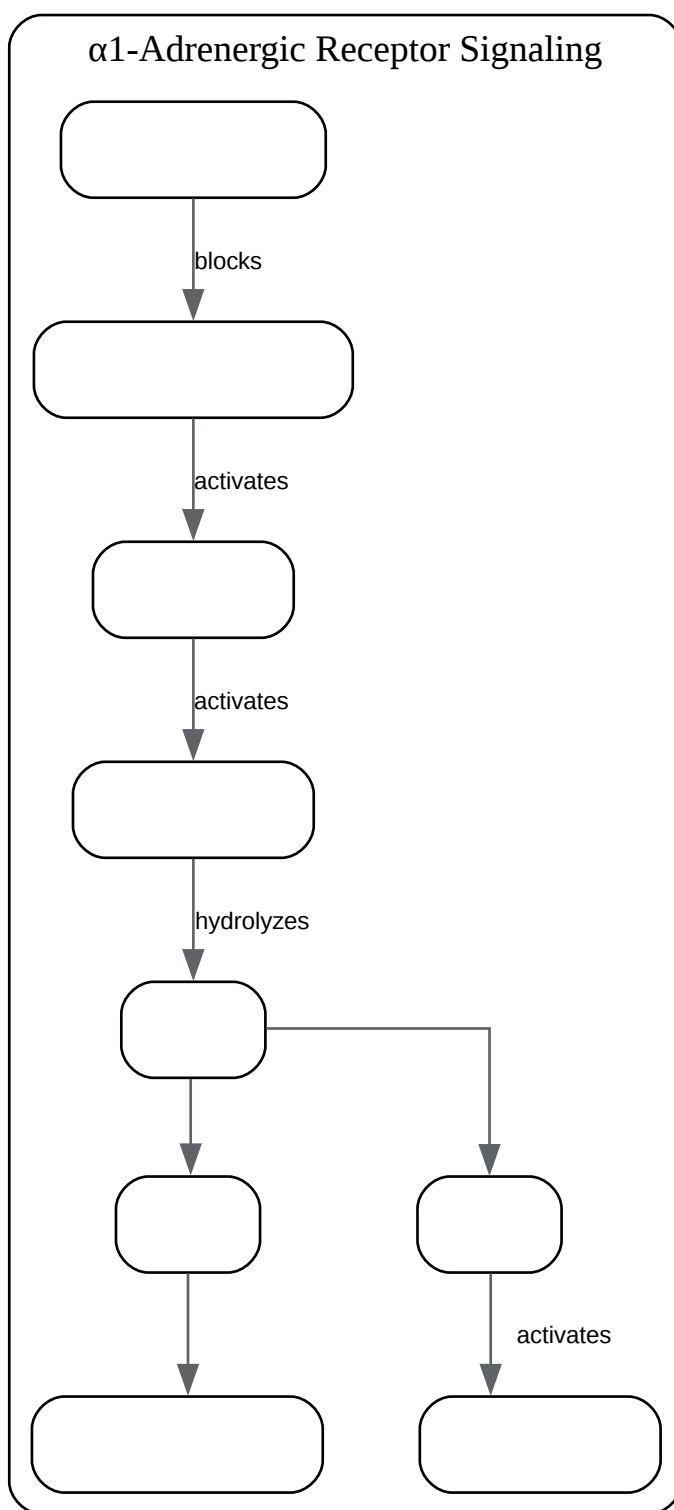 α1-Adrenergic Receptor Signaling
blocks
activates
activates
hydrolyzes
activates